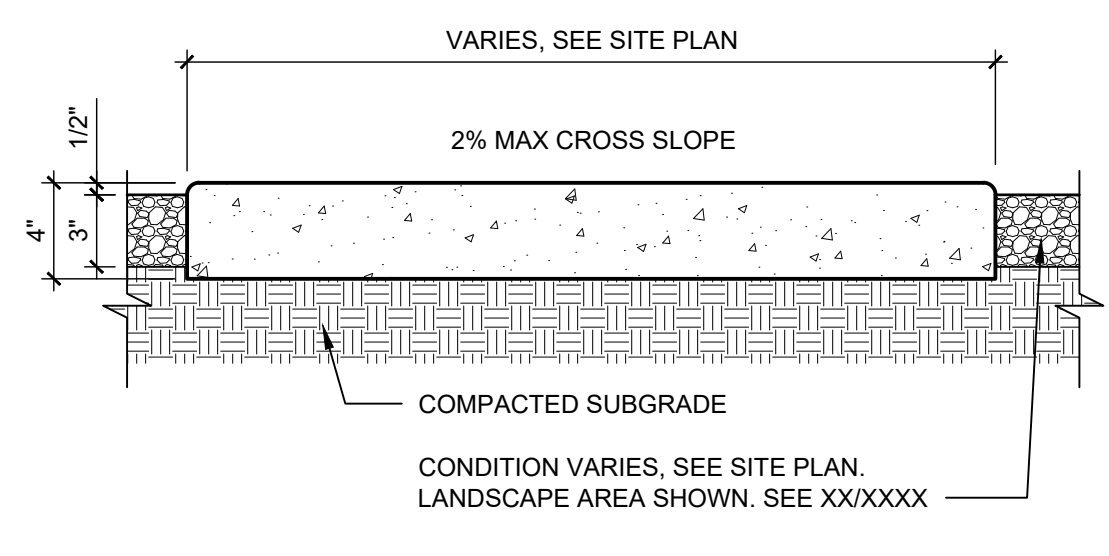 VARIES, SEE SITE PLAN
2% MAX CROSS SLOPE
1/2"
4"
3"
COMPACTED SUBGRADE
CONDITION VARIES, SEE SITE PLAN.
LANDSCAPE AREA SHOWN. SEE XX/XXXX